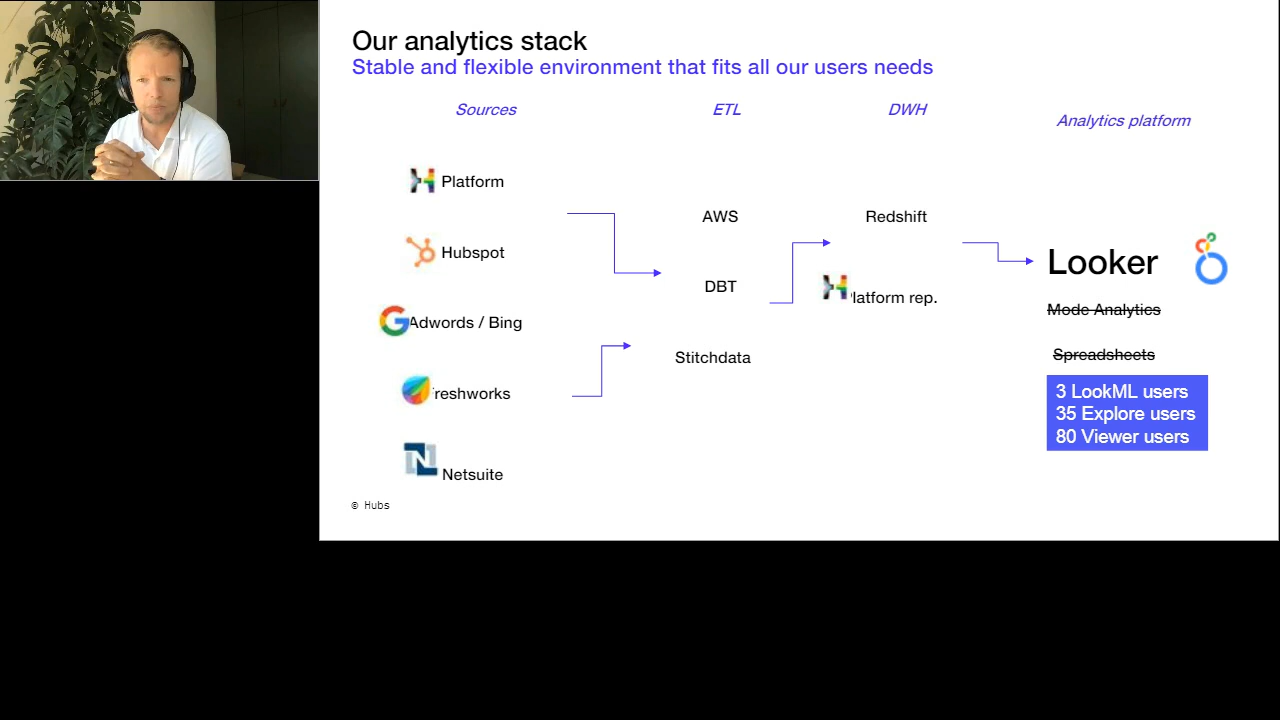 Our analytics stack
Stable and flexible environment that fits all our users needs
Sources
ETL
DWH
Analytics platform
Platform
Hubspot
Adwords / Bing
reshworks
Netsuite
AWS
DBT
Stitchdata
Redshift
latform rep.
Looker
Mode Analytics
Spreadsheets
3 LookML users
35 Explore users
80 Viewer users
© Hubs